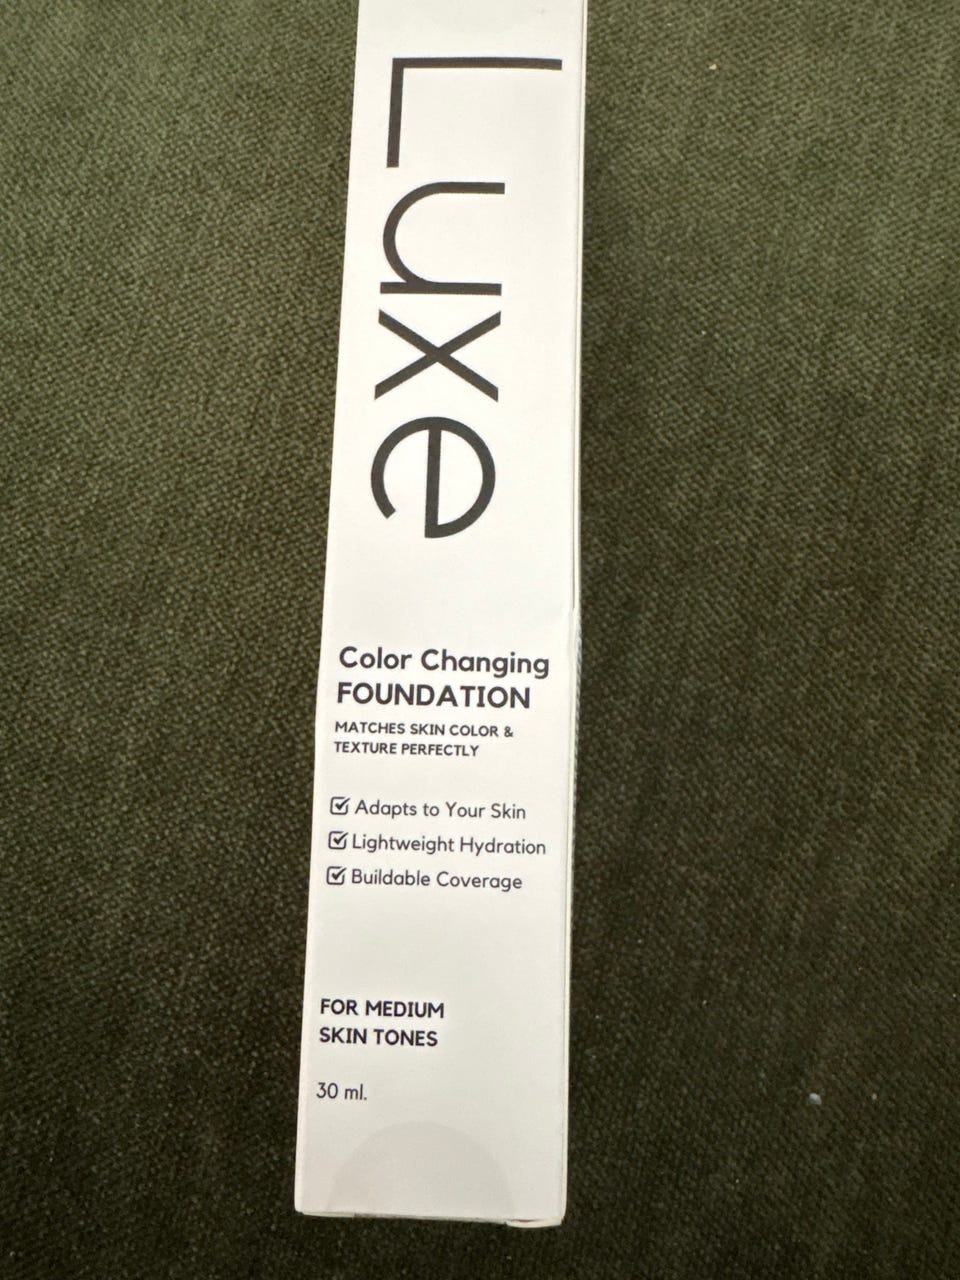 Luxe
Color Changing
FOUNDATION
MATCHES SKIN COLOR &
TEXTURE PERFECTLY
Adapts to Your Skin
Lightweight Hydration
Buildable Coverage
FOR MEDIUM
SKIN TONES
30 ml.